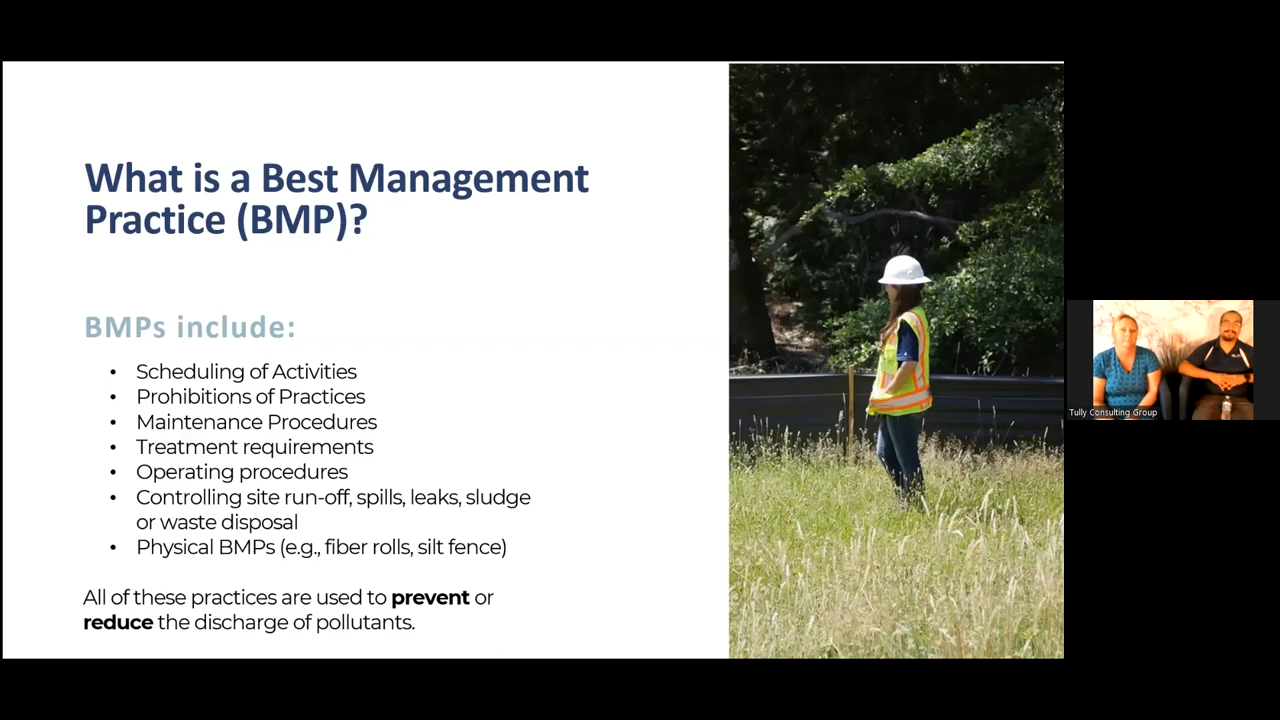 What is a Best Management
Practice (BMP)?
BMPs include:
• Scheduling of Activities
• Prohibitions of Practices
• Maintenance Procedures
• Treatment requirements
• Operating procedures
• Controlling site run-off, spills, leaks, sludge
or waste disposal
• Physical BMPs (e.g., fiber rolls, silt fence)
All of these practices are used to prevent or
reduce the discharge of pollutants.
Tully Consulting Group